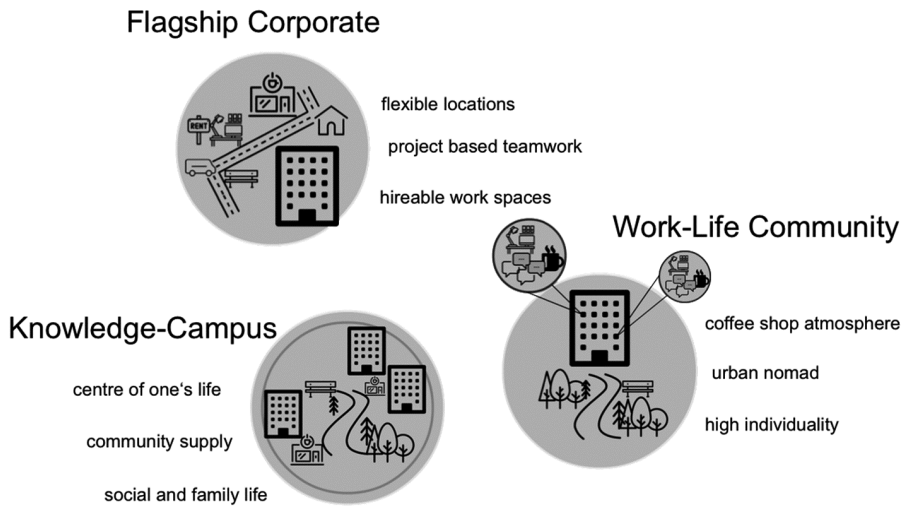 Flagship Corporate
flexible locations
RENT
project based teamwork
hireable work spaces
Work-Life Community
coffee shop atmosphere
urban nomad
high individuality
Knowledge-Campus
centre of one‘s life
community supply
social and family life